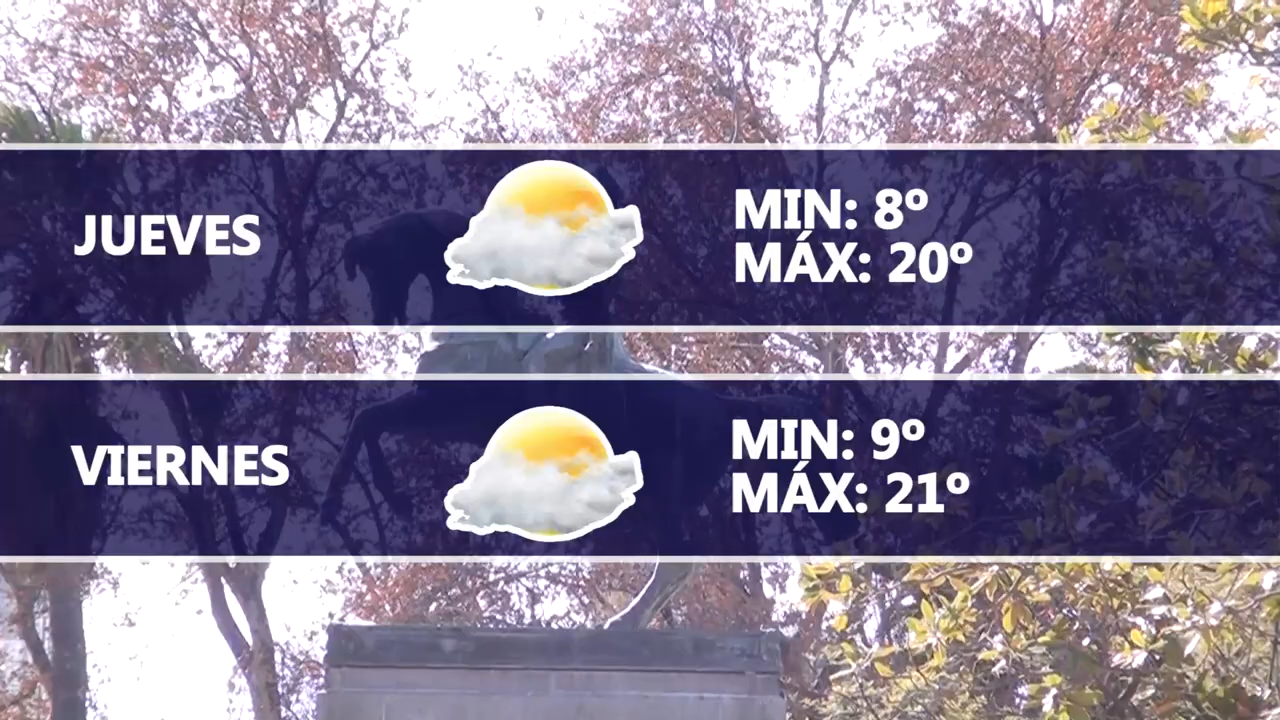 JUEVES
MIN: 8º
MÁX: 20º
VIERNES
MIN: 9º
MÁX: 21º